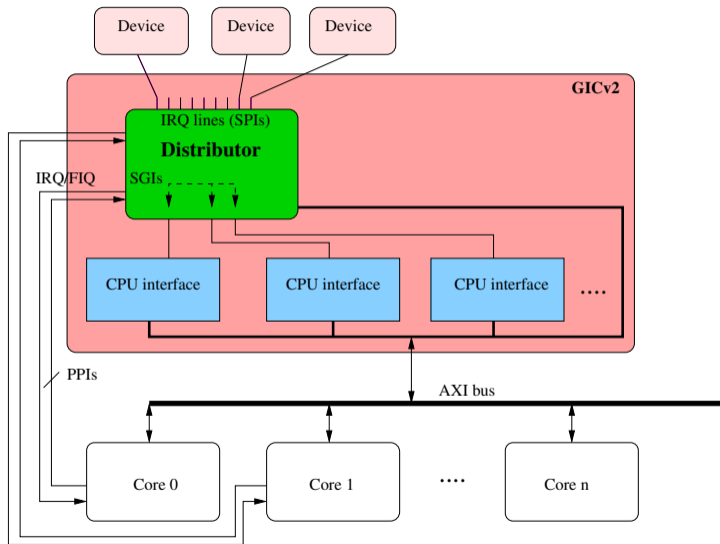 Device
Device
Device
GICv2
IRQ lines (SPIs)
Distributor
IRQ/FIQ
SGIs
CPU interface
CPU interface
CPU interface
....
PPIs
AXI bus
Core 0
Core 1
....
Core n